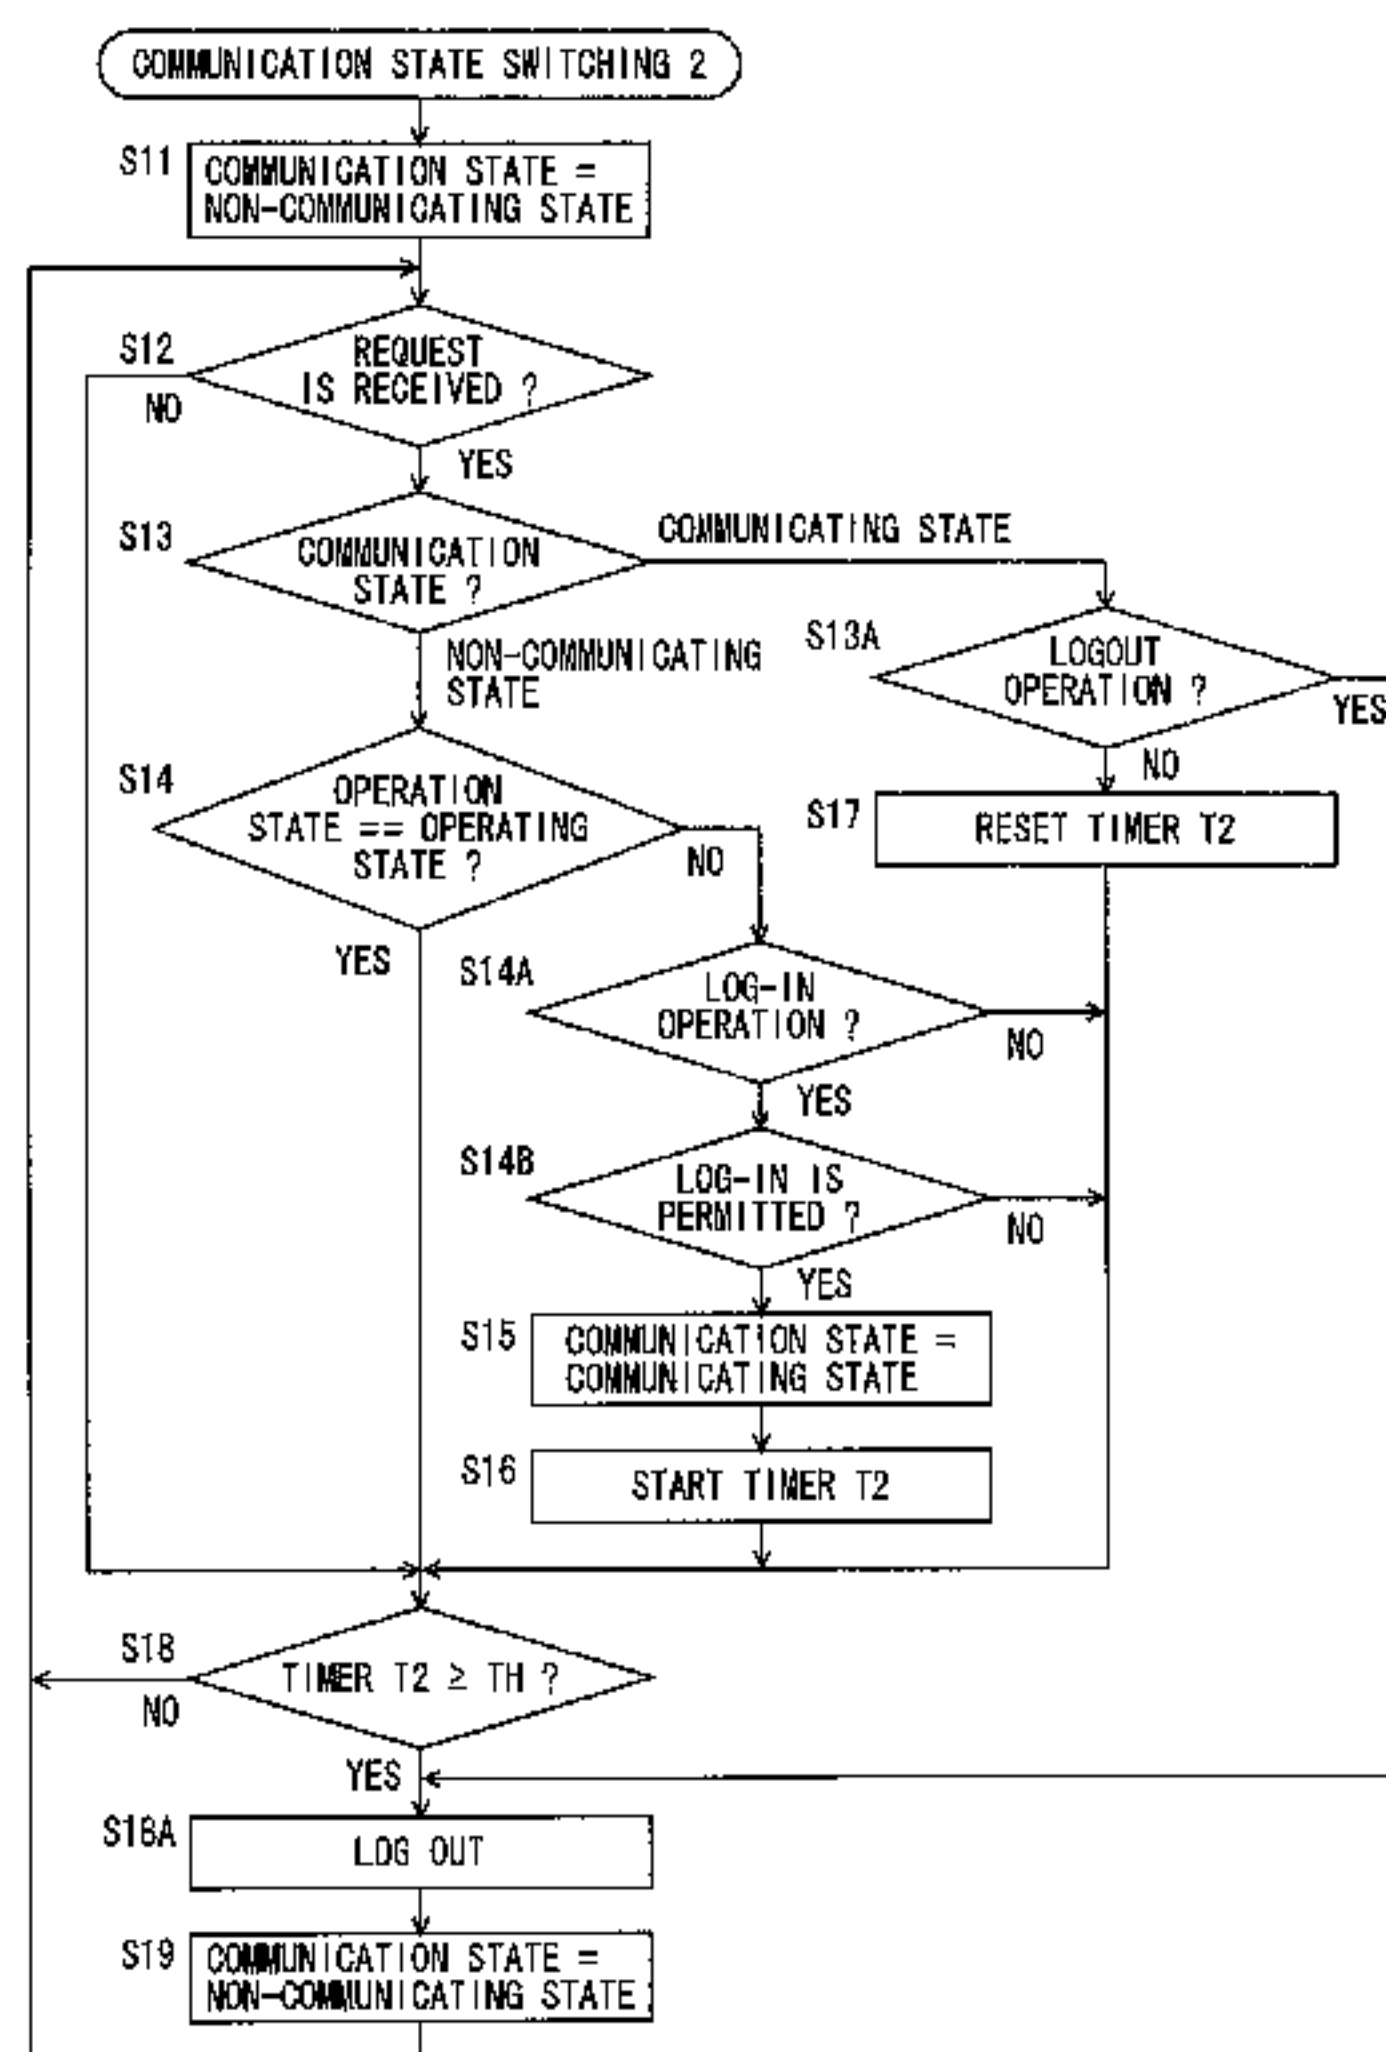 COMMUNICATION STATE SWITCHING 2
S11
COMMUNICATION STATE =
NON-COMMUNICATING STATE
S12
REQUEST
IS RECEIVED ?
NO
YES
S13
COMMUNICATION
STATE ?
COMMUNICATING STATE
NON-COMMUNICATING
STATE
S13A
LOGOUT
OPERATION ?
YES
NO
S14
OPERATION
STATE == OPERATING
STATE ?
NO
YES
S17
RESET TIMER T2
S14A
LOG-IN
OPERATION ?
NO
YES
S14B
LOG-IN IS
PERMITTED ?
NO
YES
S15
COMMUNICATION STATE =
COMMUNICATING STATE
S16
START TIMER T2
S18
TIMER T2 ≥ TH ?
NO
YES
S18A
LOG OUT
S19
COMMUNICATION STATE =
NON-COMMUNICATING STATE